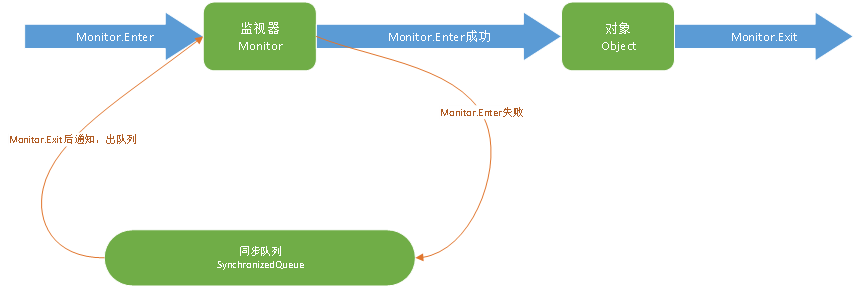 Monitor.Enter
监视器
Monitor
Monitor.Enter成功
对象
Object
Monitor.Exit
Monitor.Enter失败
Monitor.Exit后通知，出队列
同步队列
SynchronizedQueue